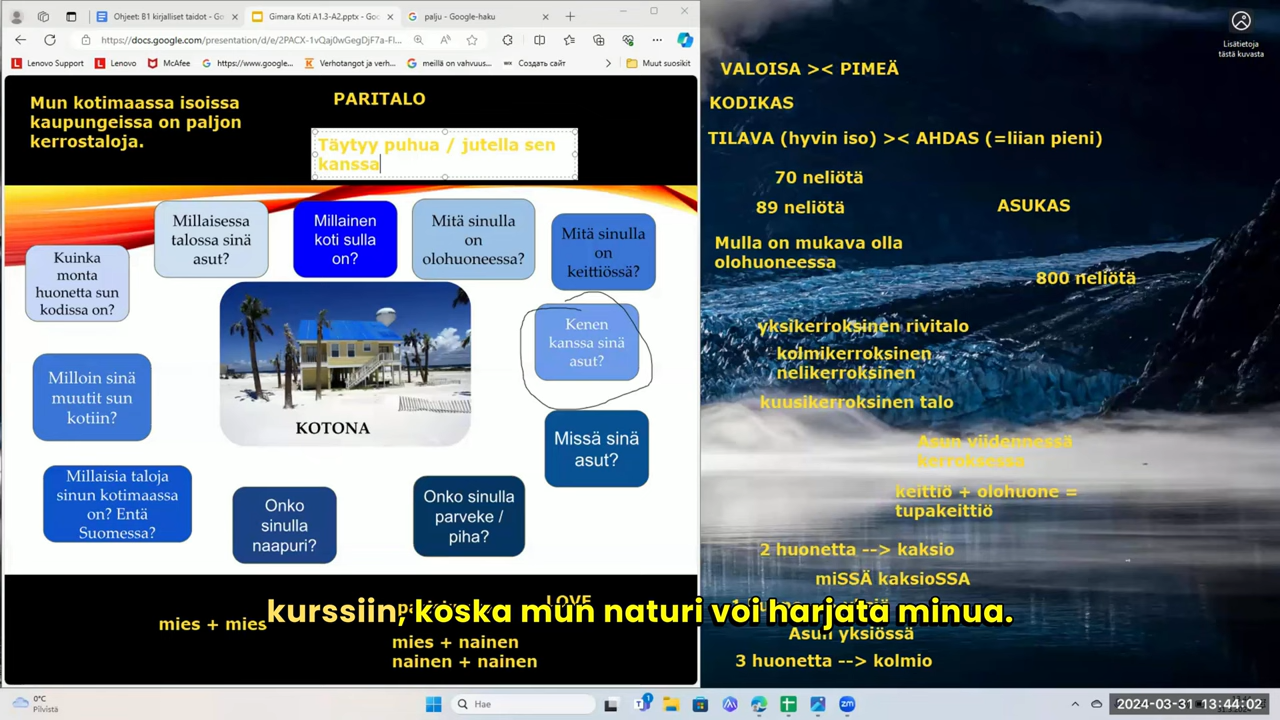 Ohjeet: B1 kirjalliset taidot - Go
Gimara Koti A1.3-A2.pptx - Goo
palju - Google-haku
https://docs.google.com/presentation/d/e/2PACX-1vQaj0wGegDjF7a-Fl...
Lenovo Support
Lenovo
McAfee
https://www.google...
Verhotangot ja verh...
meillä on vahvuus...
Создать сайт
Muut suosikit
Mun kotimaassa isoissa
kaupungeissa on paljon
kerrostaloja.
PARITALO
Täytyy puhua / jutella sen
kanssa
Kuinka
monta
huonetta sun
kodissa on?
Millaisessa
talossa sinä
asut?
Millainen
koti sulla
on?
Mitä sinulla
on
olohuoneessa?
Mitä sinulla
on
keittiössä?
Kenen
kanssa sinä
asut?
Milloin sinä
muutit sun
kotiin?
KOTONA
Missä sinä
asut?
Millaisia taloja
sinun kotimaassa
on? Entä
Suomessa?
Onko
sinulla
naapuri?
Onko sinulla
parveke /
piha?
LOVE
mies + mies
mies + nainen
nainen + nainen
kurssiin, koska mun naturi voi harjata minua.
Lisätietoja
tästä kuvasta
VALOISA >< PIMEÄ
KODIKAS
TILAVA (hyvin iso) >< AHDAS (=liian pieni)
70 neliötä
89 neliötä
ASUKAS
Mulla on mukava olla
olohuoneessa
800 neliötä
yksikerroksinen rivitalo
kolmikerroksinen
nelikerroksinen
kuusikerroksinen talo
Asun viidennessä
kerroksessa
keittiö + olohuone =
tupakeittiö
2 huonetta --> kaksio
miSSÄ kaksioSSA
Asun yksiössä
3 huonetta --> kolmio
0°C
Pilvistä
Hae
2024-03-31 13:44:02